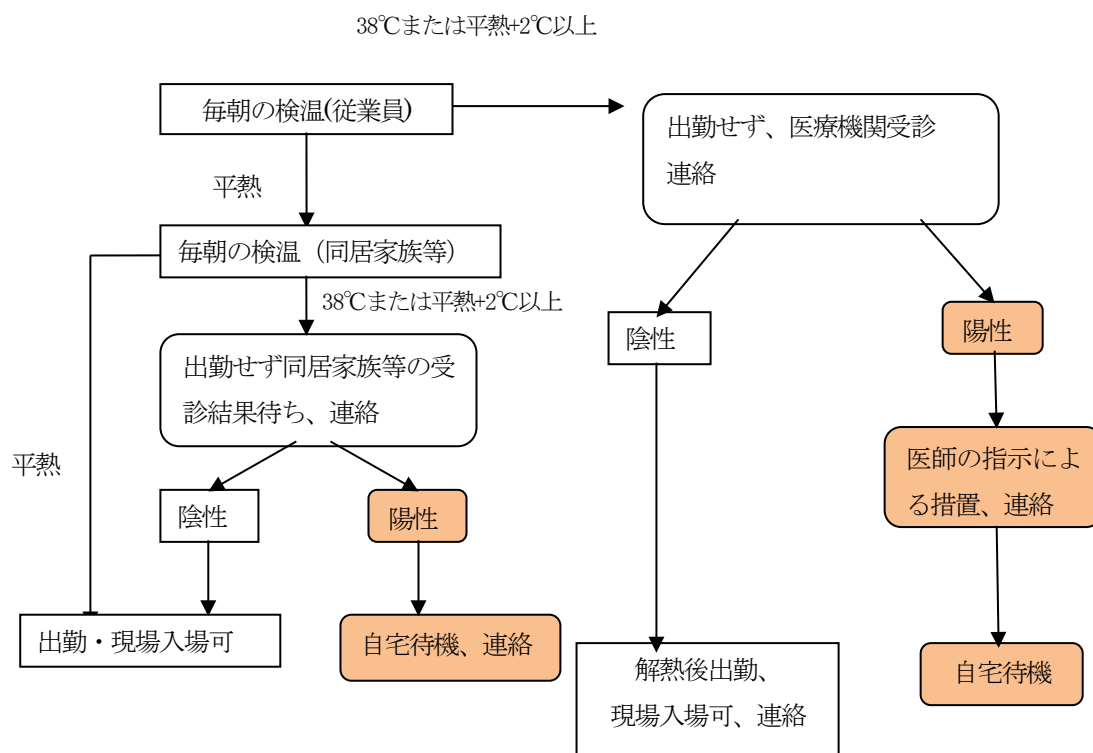 38℃または平熱+2℃以上
毎朝の検温(従業員)
出勤せず、医療機関受診
連絡
平熱
毎朝の検温（同居家族等）
38℃または平熱+2℃以上
陰性
陽性
出勤せず同居家族等の受
診結果待ち、連絡
平熱
医師の指示によ
る措置、連絡
陰性
陽性
出勤・現場入場可
自宅待機、連絡
解熱後出勤、
現場入場可、連絡
自宅待機